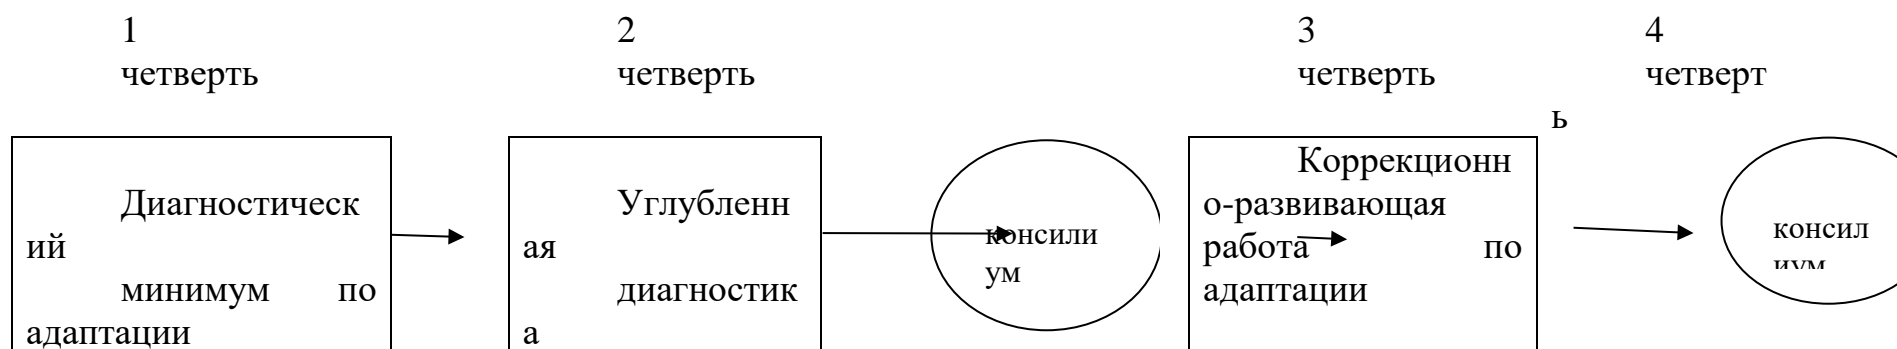 1
четверть
2
четверть
3
четверть
4
четверт
ь
Диагностическ
ий
минимум по
адаптации
Углубленн
ая
диагностик
а
консили
ум
Коррекционн
о-развивающая
работа по
адаптации
консил
иум